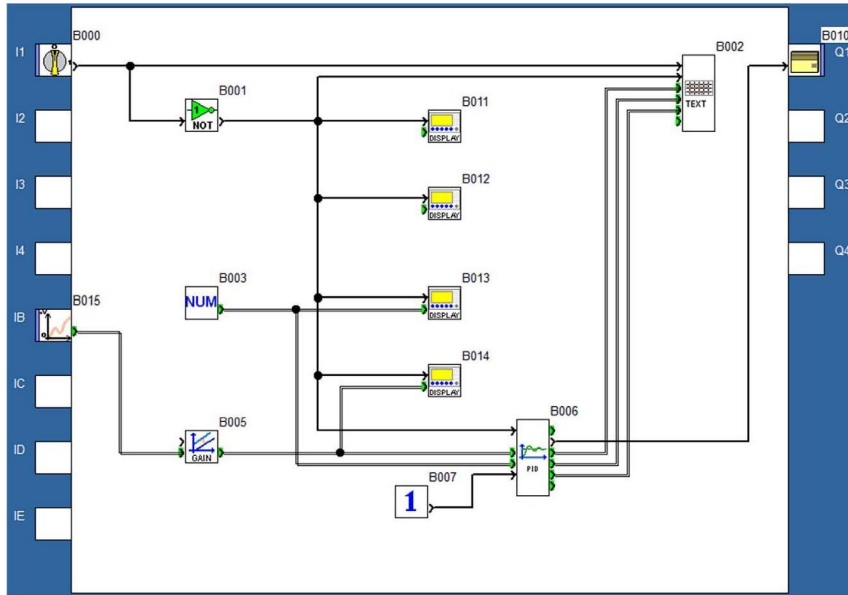 B000
B002
B010
I1
Q1
TEXT
B001
1
NOT
B011
DISPLAY
I2
Q2
I3
B012
Q3
DISPLAY
I4
Q4
B003
NUM
B013
DISPLAY
IB
B015
B014
DISPLAY
IC
B005
GAIN
B006
PID
ID
B007
1
IE